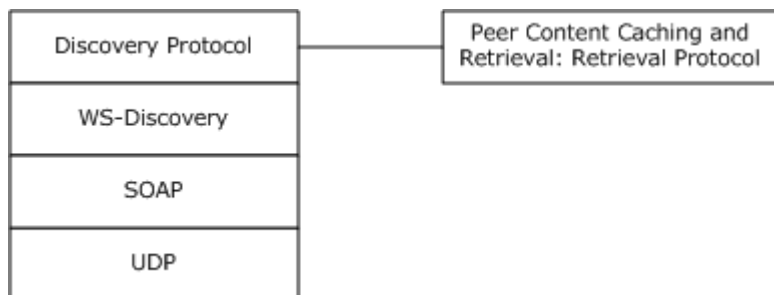 Discovery Protocol
Peer Content Caching and
Retrieval: Retrieval Protocol
WS-Discovery
SOAP
UDP